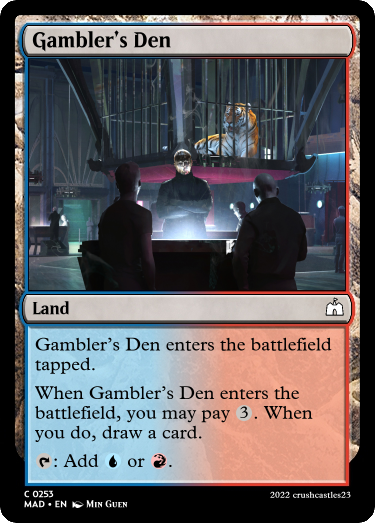 Gambler's Den
Land
Gambler's Den enters the battlefield
tapped.
When Gambler's Den enters the
battlefield, you may pay 3. When
you do, draw a card.
: Add or .
C 0253
MAD • EN Min Guen
2022 crushcastles23